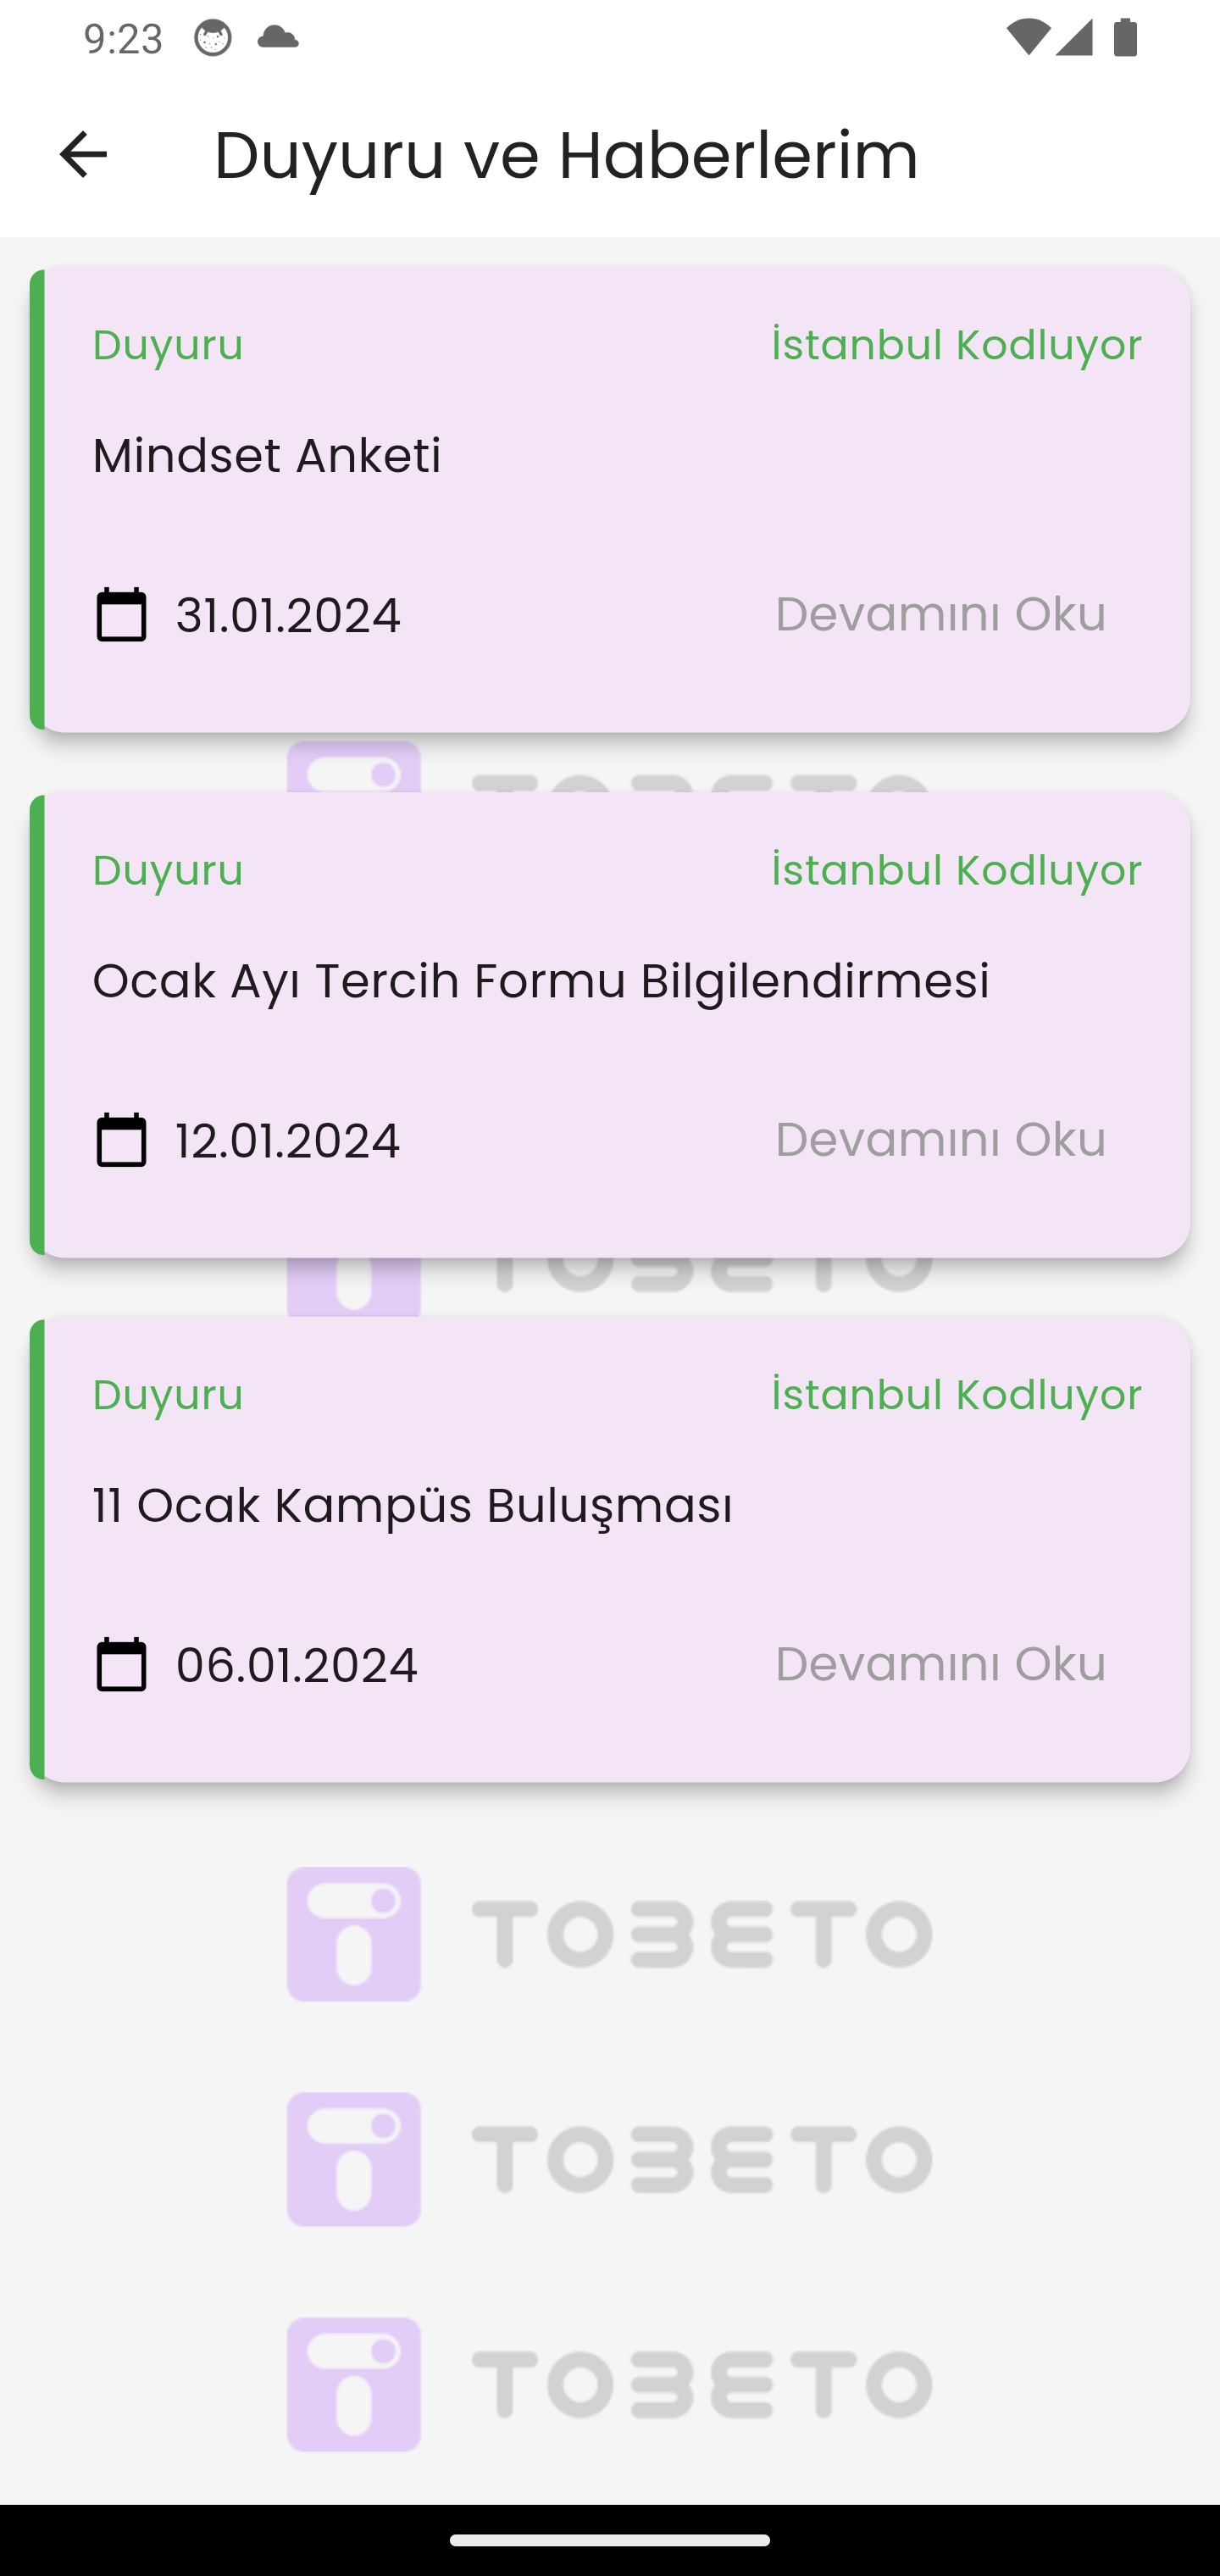 9:23
Duyuru ve Haberlerim
Duyuru İstanbul Kodluyor
Mindset Anketi
31.01.2024 Devamını Oku
TOBETO
Duyuru İstanbul Kodluyor
Ocak Ayı Tercih Formu Bilgilendirmesi
12.01.2024 Devamını Oku
TOBETO
Duyuru İstanbul Kodluyor
11 Ocak Kampüs Buluşması
06.01.2024 Devamını Oku
TOBETO
TOBETO
TOBETO